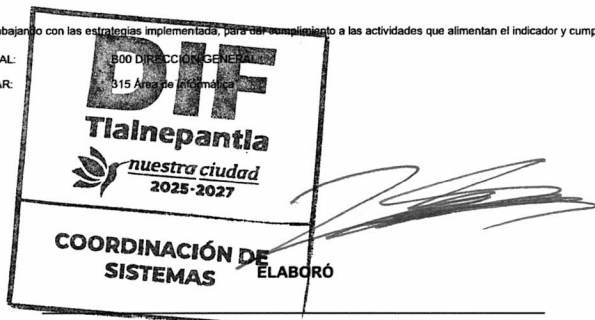 bajando con las estrategias implementada, para dar cumplimiento a las actividades que alimentan el indicador y cump
AL: B00 DIRECCIÓN GENERAL
AR: 315 Área de Informática
DIF
Tlalnepantla
nuestra ciudad
2025-2027
COORDINACIÓN DE
SISTEMAS
ELABORÓ